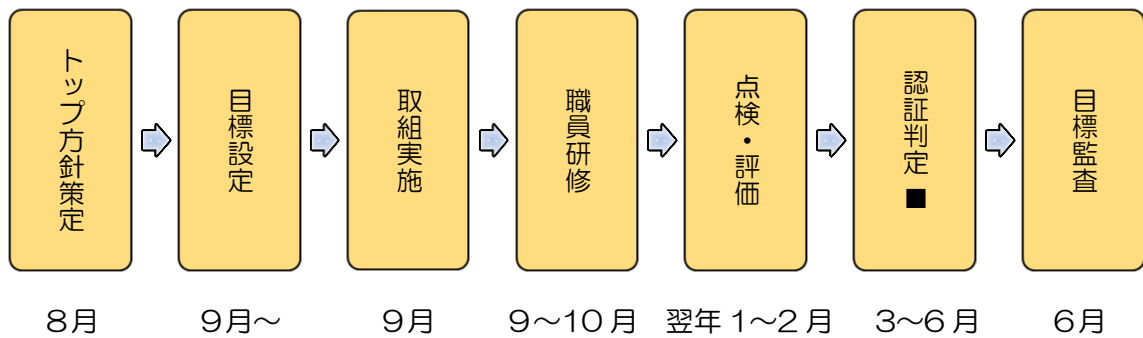 トップ方針策定
目標設定
取組実施
職員研修
点検・評価
認証判定■
目標監査
8月
9月~
9月
9~10月
翌年1~2月
3~6月
6月